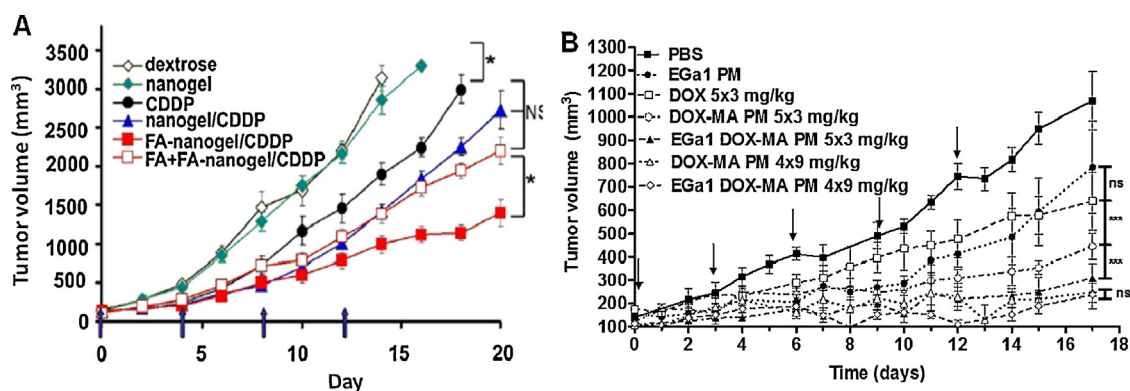 A
Tumor volume (mm³)
3500
3000
2500
2000
1500
1000
500
0
dextrose
nanogel
CDDP
nanogel/CDDP
FA-nanogel/CDDP
FA+FA-nanogel/CDDP
*
NS
*
0 5 10 15 20
Day
B
Tumor volume (mm³)
1300
1200
1100
1000
900
800
700
600
500
400
300
200
100
PBS
EGa1 PM
DOX 5x3 mg/kg
DOX-MA PM 5x3 mg/kg
EGa1 DOX-MA PM 5x3 mg/kg
DOX-MA PM 4x9 mg/kg
EGa1 DOX-MA PM 4x9 mg/kg
ns
***
***
ns
0 2 4 6 8 10 12 14 16 18
Time (days)